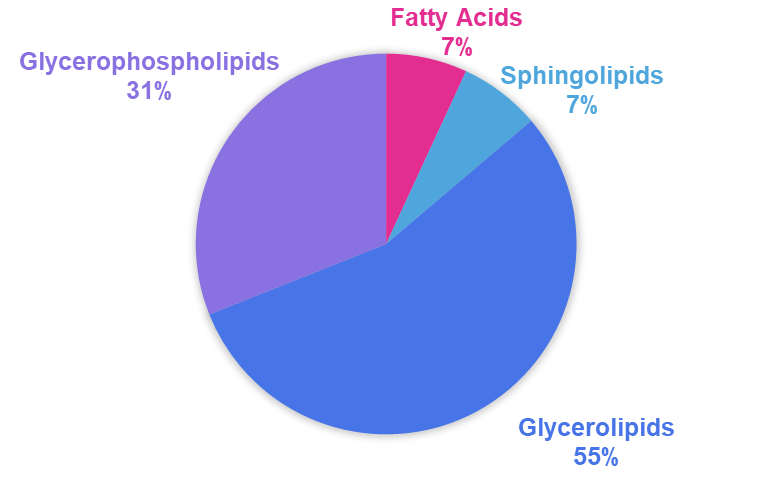 Fatty Acids
7%
Glycerophospholipids
31%
Sphingolipids
7%
Glycerolipids
55%